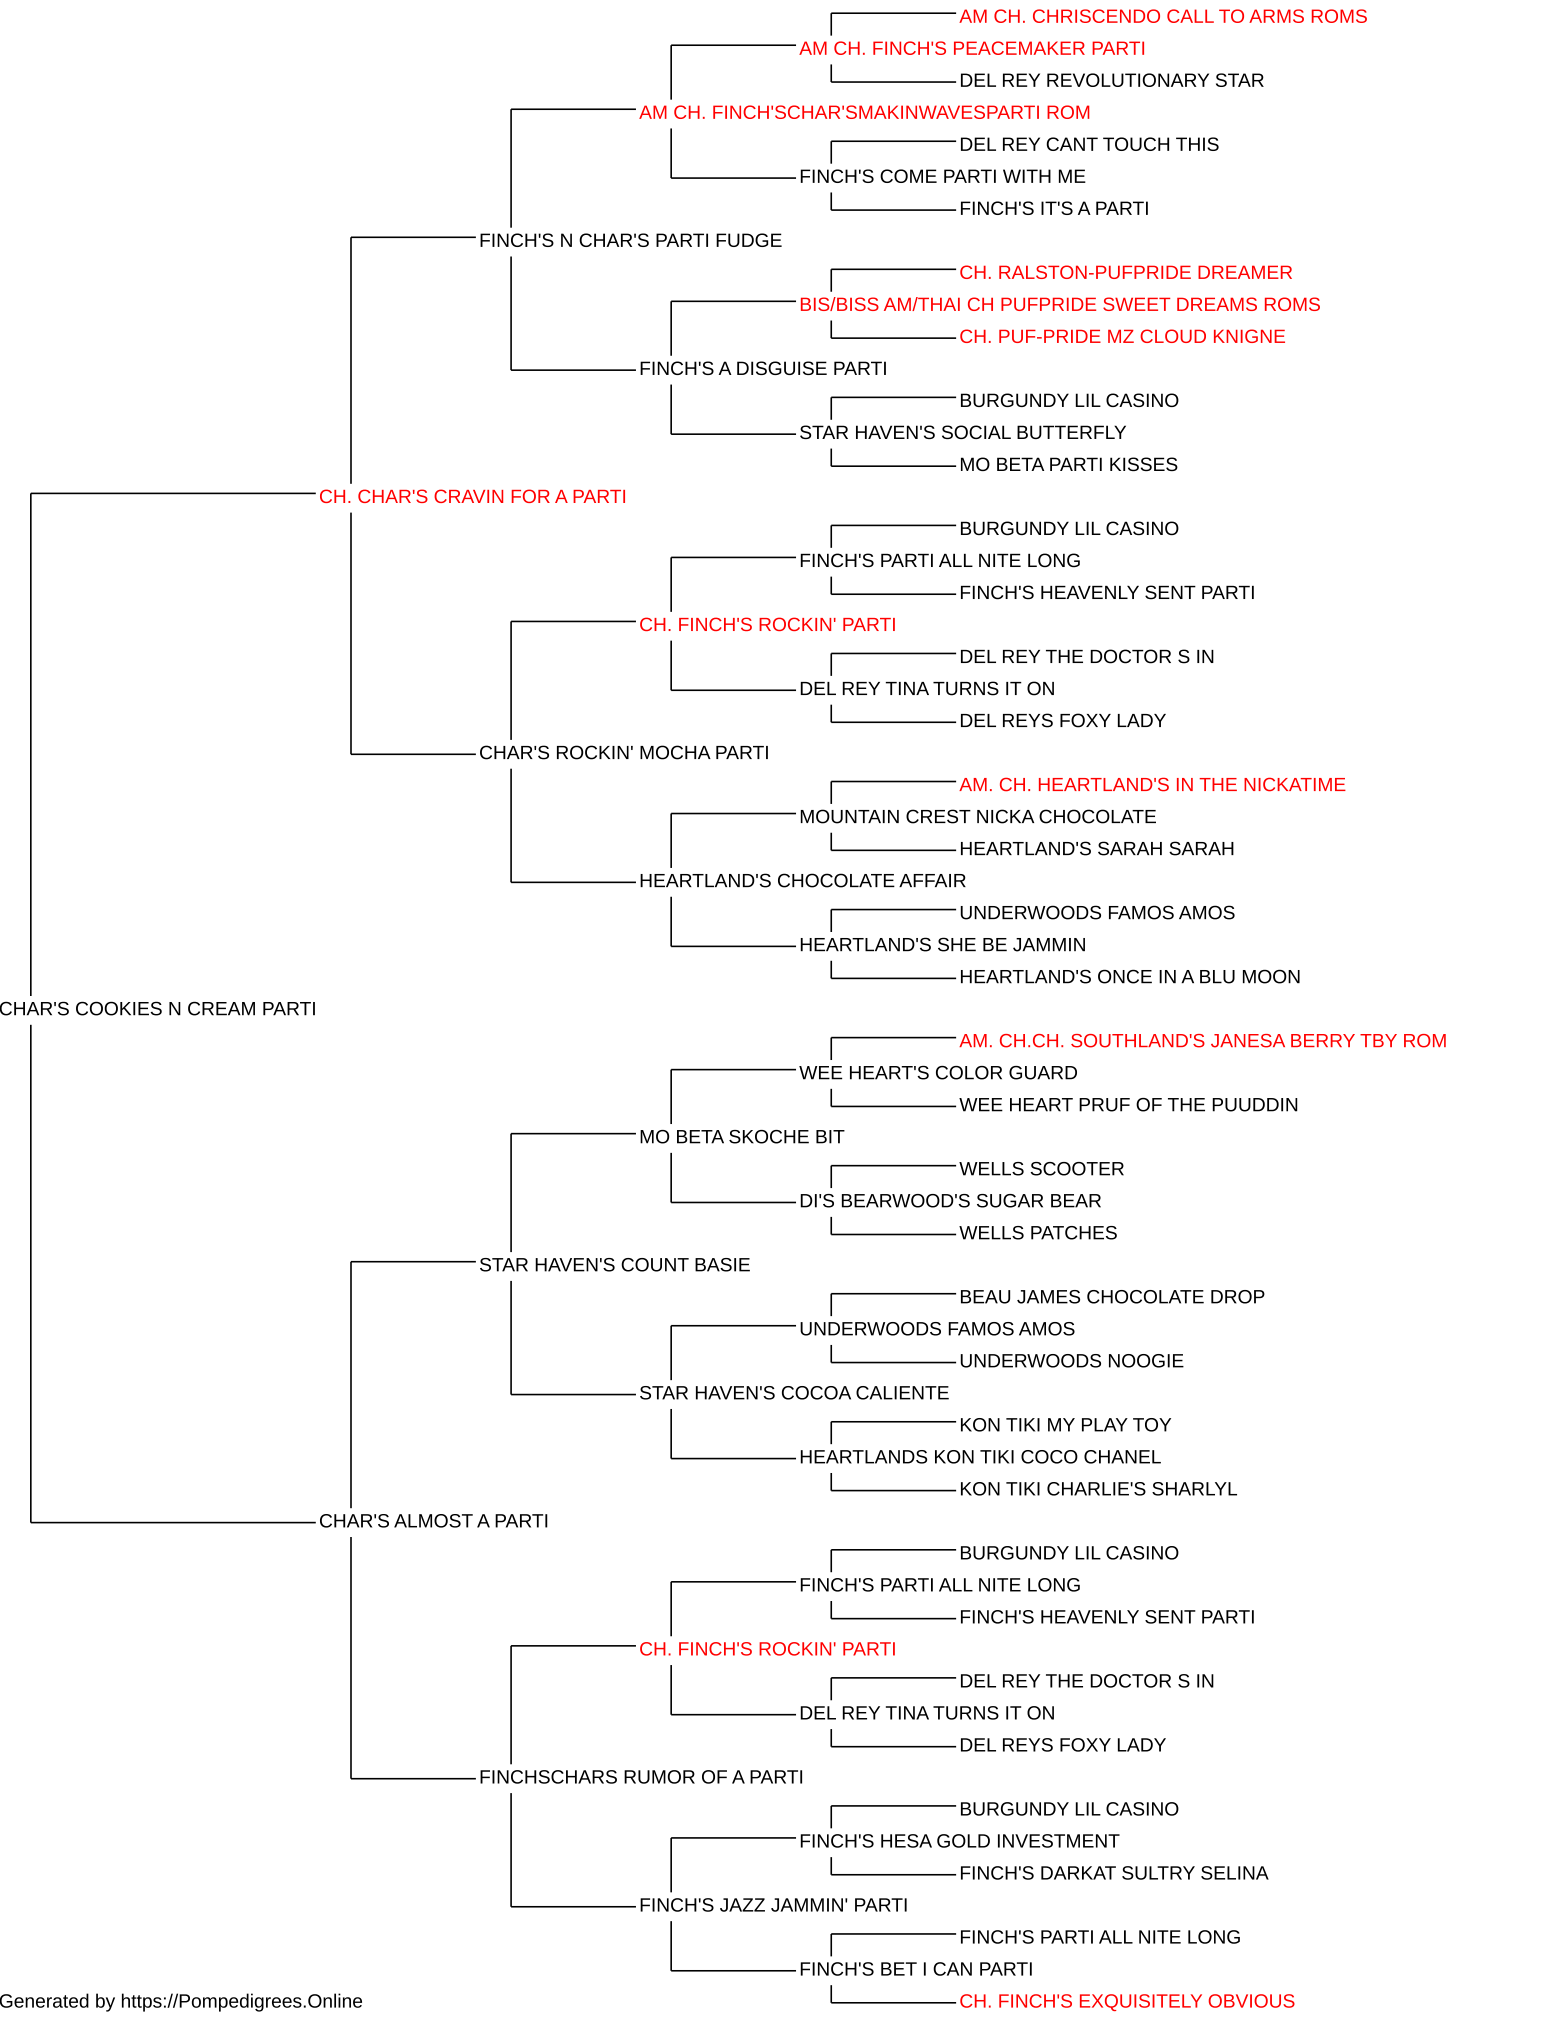 AM CH. CHRISCENDO CALL TO ARMS ROMS
AM CH. FINCH'S PEACEMAKER PARTI
DEL REY REVOLUTIONARY STAR
AM CH. FINCH'SCHAR'SMAKINWAVESPARTI ROM
DEL REY CANT TOUCH THIS
FINCH'S COME PARTI WITH ME
FINCH'S IT'S A PARTI
FINCH'S N CHAR'S PARTI FUDGE
CH. RALSTON-PUFPRIDE DREAMER
BIS/BISS AM/THAI CH PUFPRIDE SWEET DREAMS ROMS
CH. PUF-PRIDE MZ CLOUD KNIGNE
FINCH'S A DISGUISE PARTI
BURGUNDY LIL CASINO
STAR HAVEN'S SOCIAL BUTTERFLY
MO BETA PARTI KISSES
CH. CHAR'S CRAVIN FOR A PARTI
BURGUNDY LIL CASINO
FINCH'S PARTI ALL NITE LONG
FINCH'S HEAVENLY SENT PARTI
CH. FINCH'S ROCKIN' PARTI
DEL REY THE DOCTOR S IN
DEL REY TINA TURNS IT ON
DEL REYS FOXY LADY
CHAR'S ROCKIN' MOCHA PARTI
AM. CH. HEARTLAND'S IN THE NICKATIME
MOUNTAIN CREST NICKA CHOCOLATE
HEARTLAND'S SARAH SARAH
HEARTLAND'S CHOCOLATE AFFAIR
UNDERWOODS FAMOS AMOS
HEARTLAND'S SHE BE JAMMIN
HEARTLAND'S ONCE IN A BLU MOON
CHAR'S COOKIES N CREAM PARTI
AM. CH.CH. SOUTHLAND'S JANESA BERRY TBY ROM
WEE HEART'S COLOR GUARD
WEE HEART PRUF OF THE PUUDDIN
MO BETA SKOCHE BIT
WELLS SCOOTER
DI'S BEARWOOD'S SUGAR BEAR
WELLS PATCHES
STAR HAVEN'S COUNT BASIE
BEAU JAMES CHOCOLATE DROP
UNDERWOODS FAMOS AMOS
UNDERWOODS NOOGIE
STAR HAVEN'S COCOA CALIENTE
KON TIKI MY PLAY TOY
HEARTLANDS KON TIKI COCO CHANEL
KON TIKI CHARLIE'S SHARLYL
CHAR'S ALMOST A PARTI
BURGUNDY LIL CASINO
FINCH'S PARTI ALL NITE LONG
FINCH'S HEAVENLY SENT PARTI
CH. FINCH'S ROCKIN' PARTI
DEL REY THE DOCTOR S IN
DEL REY TINA TURNS IT ON
DEL REYS FOXY LADY
FINCHSCHARS RUMOR OF A PARTI
BURGUNDY LIL CASINO
FINCH'S HESA GOLD INVESTMENT
FINCH'S DARKAT SULTRY SELINA
FINCH'S JAZZ JAMMIN' PARTI
FINCH'S PARTI ALL NITE LONG
FINCH'S BET I CAN PARTI
CH. FINCH'S EXQUISITELY OBVIOUS
Generated by https://Pompedigrees.Online